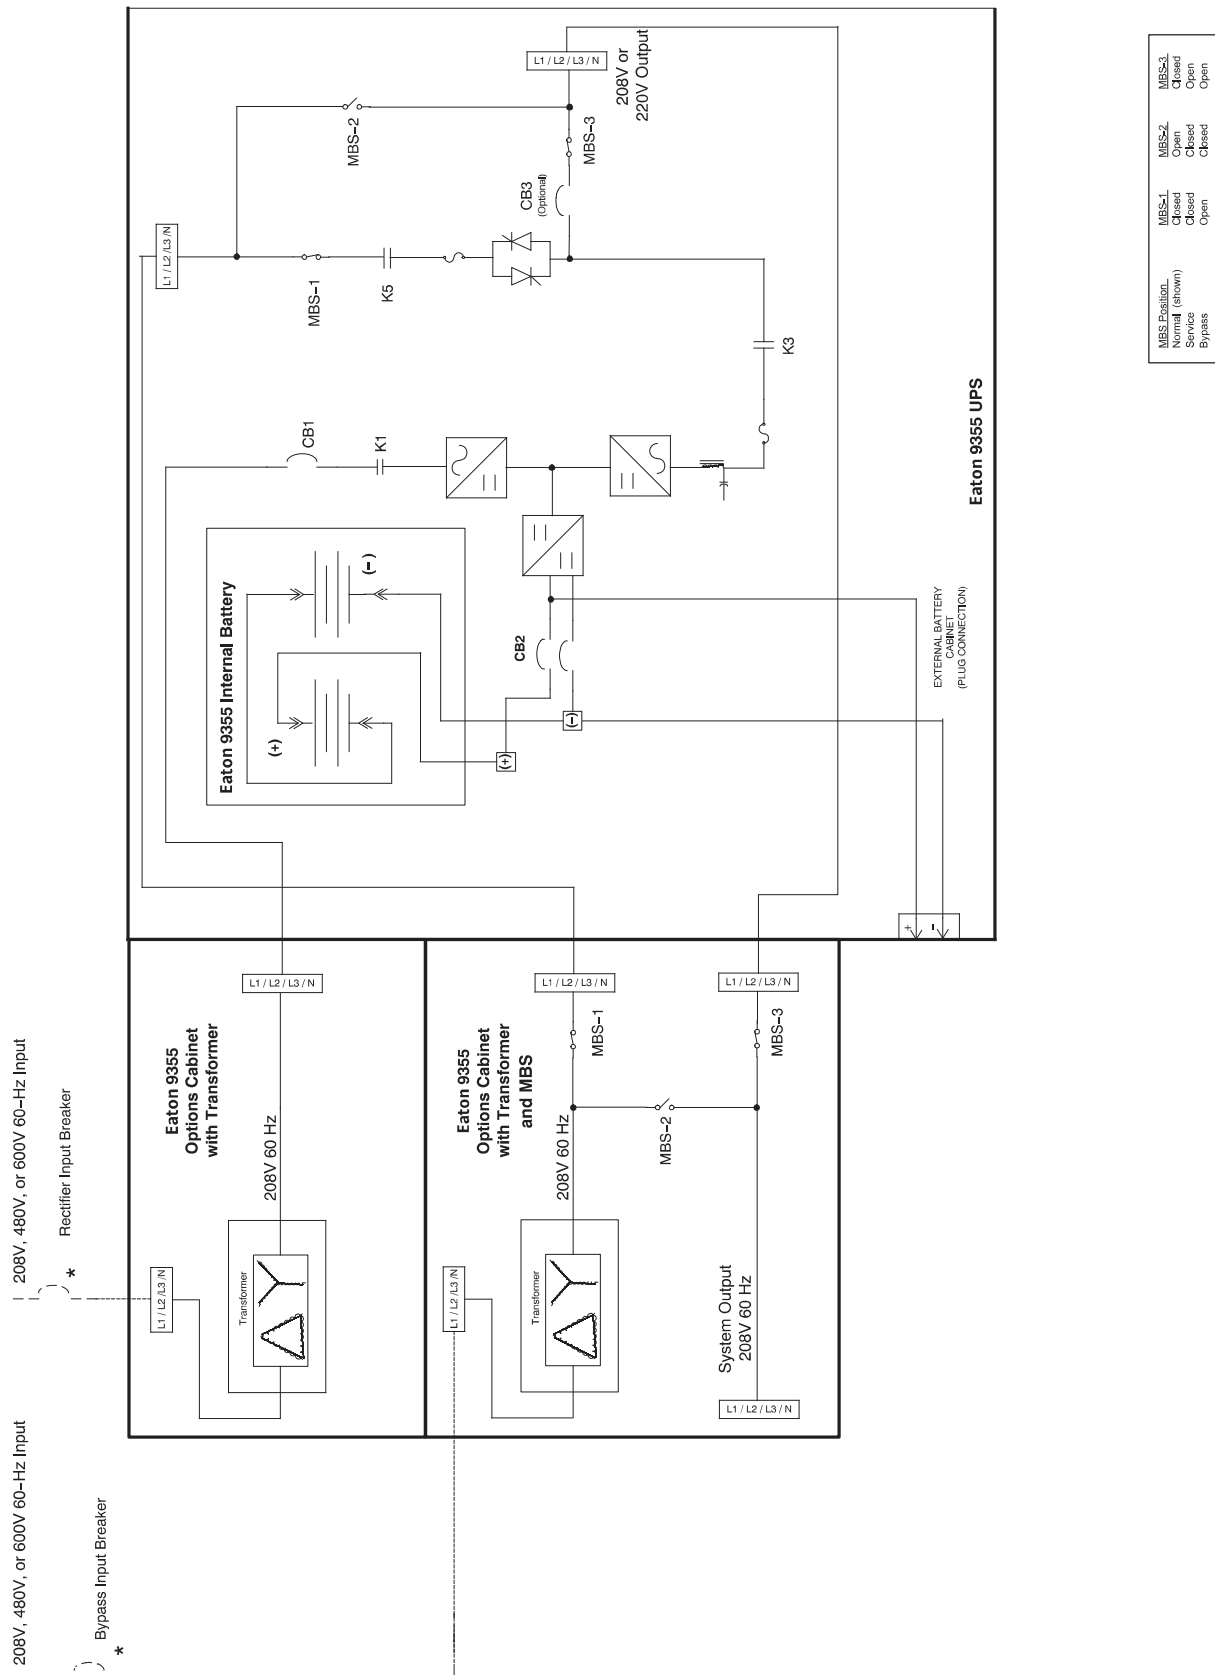 208V, 480V, or 600V 60-Hz Input
Bypass Input Breaker
*
208V, 480V, or 600V 60-Hz Input
Rectifier Input Breaker
*
L1 / L2 /L3 /N
Transformer
208V 60 Hz
Eaton 9355
Options Cabinet
with Transformer
L1 / L2 / L3 / N
L1 / L2 /L3 /N
Transformer
208V 60 Hz
Eaton 9355
Options Cabinet
with Transformer
and MBS
L1 / L2 / L3 / N
MBS-1
MBS-2
MBS-3
System Output
208V 60 Hz
L1 / L2 / L3 / N
L1 / L2 / L3 / N
Eaton 9355 Internal Battery
(+)
(-)
(+)
(-)
CB2
CB1
K1
L1 / L2 /L3 /N
MBS-1
K5
MBS-2
CB3
(Optional)
MBS-3
L1 / L2 / L3 / N
208V or
220V Output
K3
EXTERNAL BATTERY
CABINET
(PLUG CONNECTION)
+
-
Eaton 9355 UPS
MBS Position MBS-1 MBS-2 MBS-3
Normal (shown) Closed Open Closed
Service Closed Closed Open
Bypass Open Closed Open